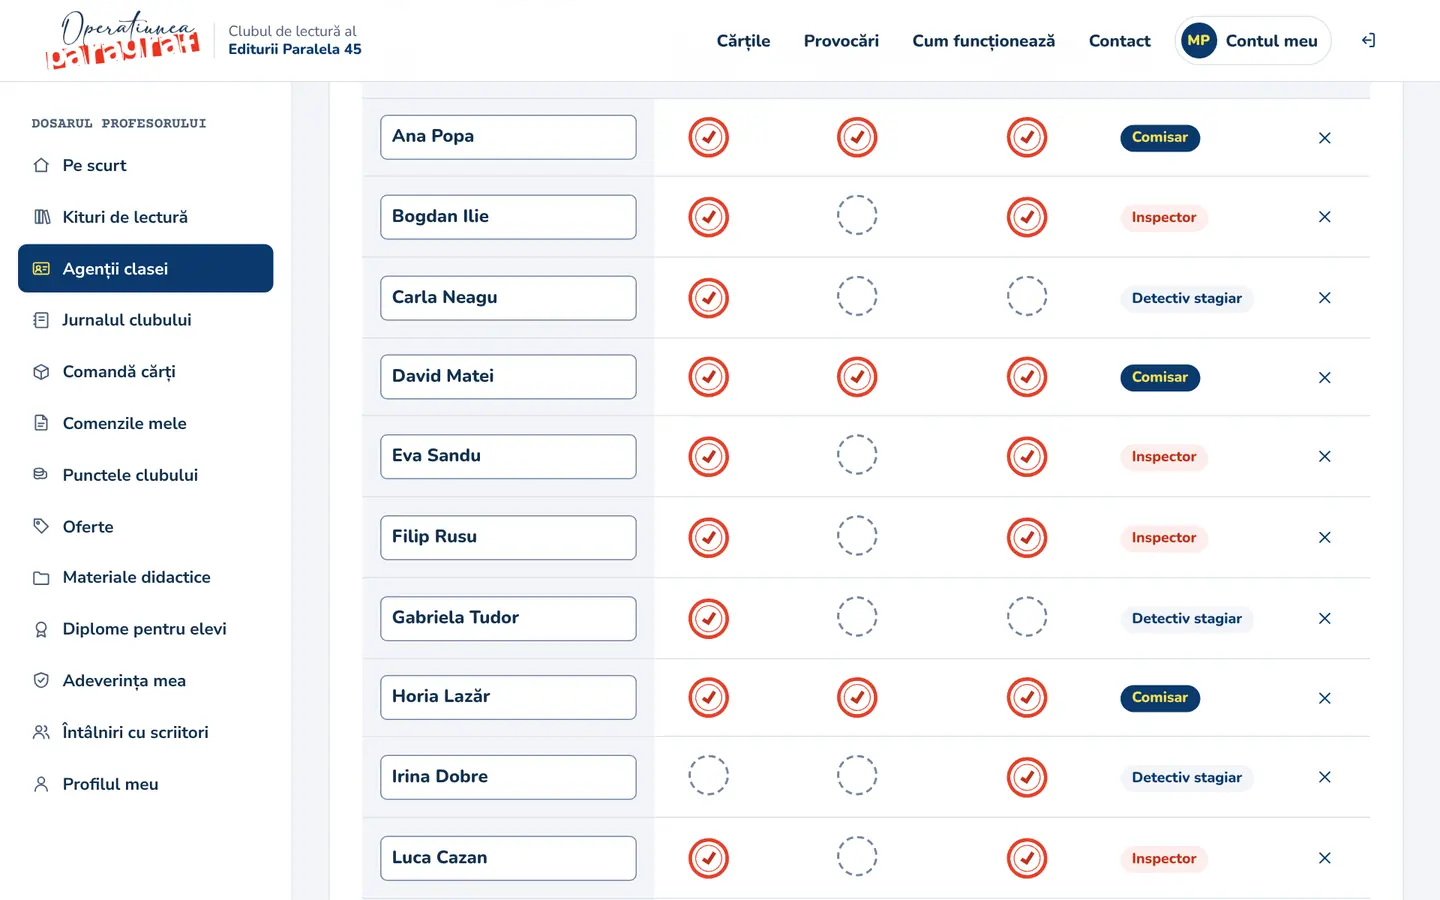 Operațiunea
paragraf
Clubul de lectură al
Editurii Paralela 45
Cărțile
Provocări
Cum funcționează
Contact
MP
Contul meu
DOSARUL PROFESORULUI
Pe scurt
Kituri de lectură
Agenții clasei
Jurnalul clubului
Comandă cărți
Comenzile mele
Punctele clubului
Oferte
Materiale didactice
Diplome pentru elevi
Adeverința mea
Întâlniri cu scriitori
Profilul meu
Ana Popa
Comisar
Bogdan Ilie
Inspector
Carla Neagu
Detectiv stagiar
David Matei
Comisar
Eva Sandu
Inspector
Filip Rusu
Inspector
Gabriela Tudor
Detectiv stagiar
Horia Lazăr
Comisar
Irina Dobre
Detectiv stagiar
Luca Cazan
Inspector